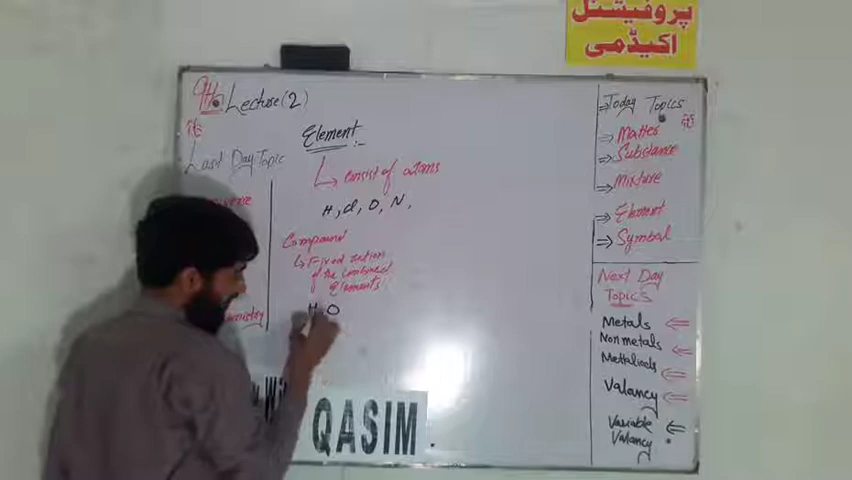 پروفیشنل
اکیڈمی
9th Lecture (2)
Last Day Topic
Element :-
consist of atoms
H, Cl, O, N,
Compound
Fixed ration
of the combined
Elements
H O
QASIM
⇒ Today Topics
⇒ Matter
⇒ Substance
⇒ Mixture
⇒ Element
⇒ Symbol
Next Day
Topics
Metals ⇐
Non metals ⇐
Mettaloids ⇐
Valancy ⇐
Variable ⇐
Valancy